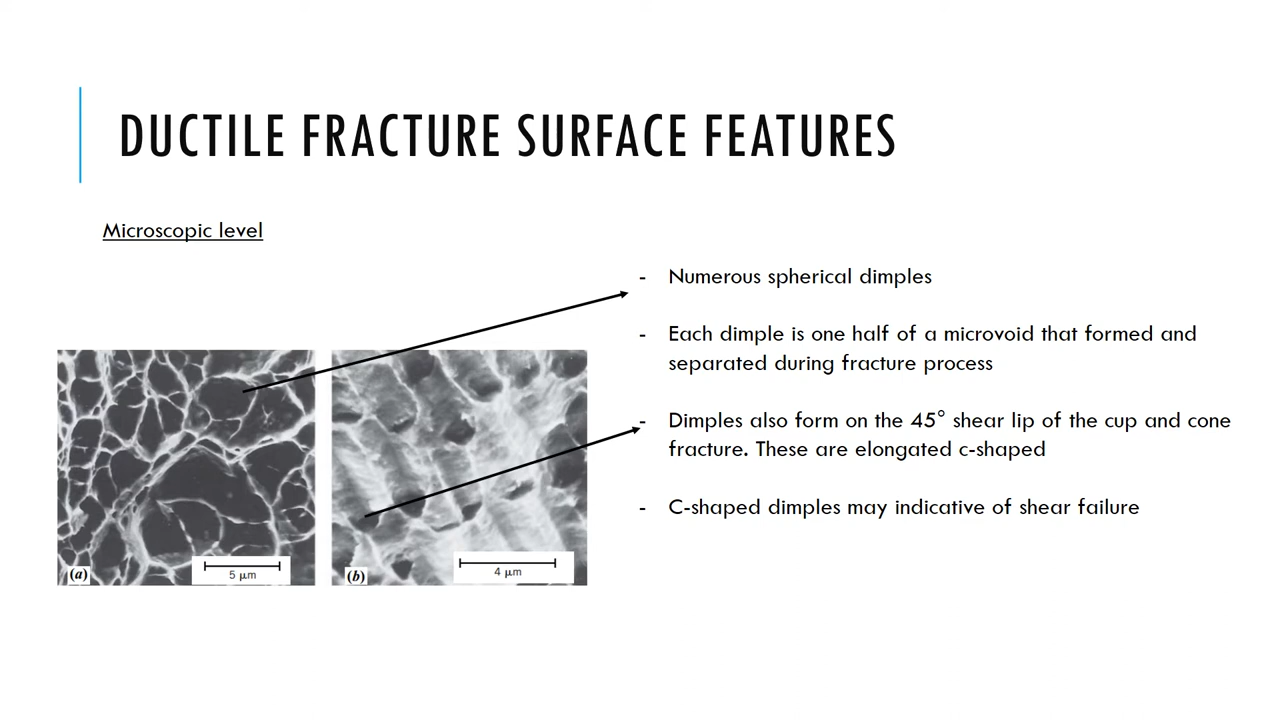 DUCTILE FRACTURE SURFACE FEATURES
Microscopic level
- Numerous spherical dimples
- Each dimple is one half of a microvoid that formed and
separated during fracture process
- Dimples also form on the 45° shear lip of the cup and cone
fracture. These are elongated c-shaped
- C-shaped dimples may indicative of shear failure
(a)
5 μm
(b)
4 μm